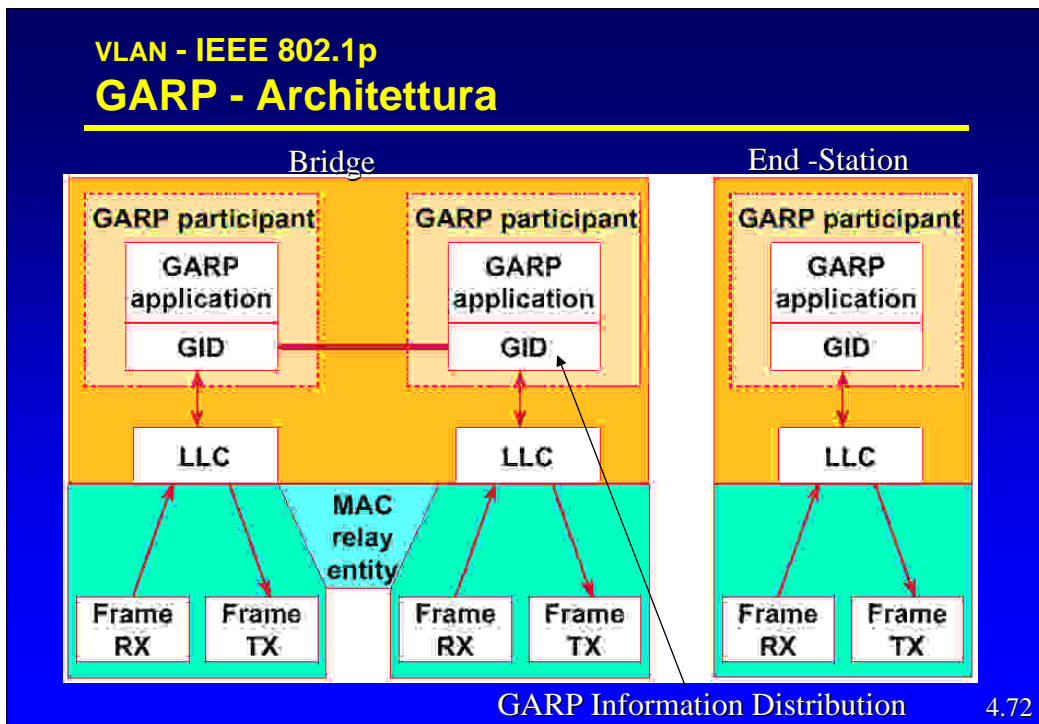 VLAN - IEEE 802.1p
GARP - Architettura
Bridge
End -Station
GARP participant
GARP
application
GID
LLC
GARP participant
GARP
application
GID
LLC
MAC
relay
entity
Frame
RX
Frame
TX
Frame
RX
Frame
TX
GARP participant
GARP
application
GID
LLC
Frame
RX
Frame
TX
GARP Information Distribution
4.72